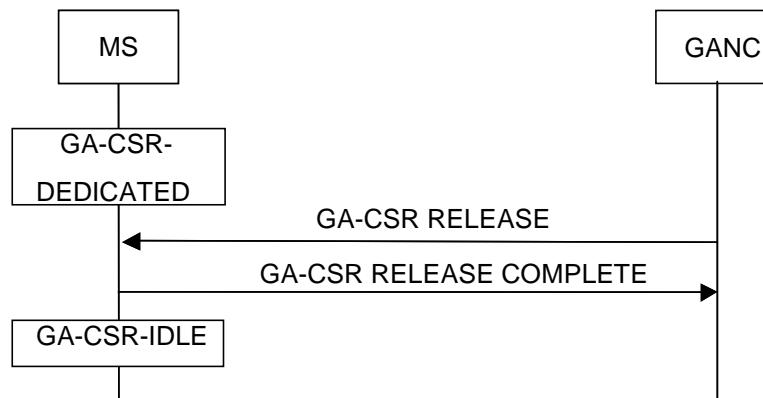 MS
GANC
GA-CSR-
DEDICATED
GA-CSR RELEASE
GA-CSR RELEASE COMPLETE
GA-CSR-IDLE